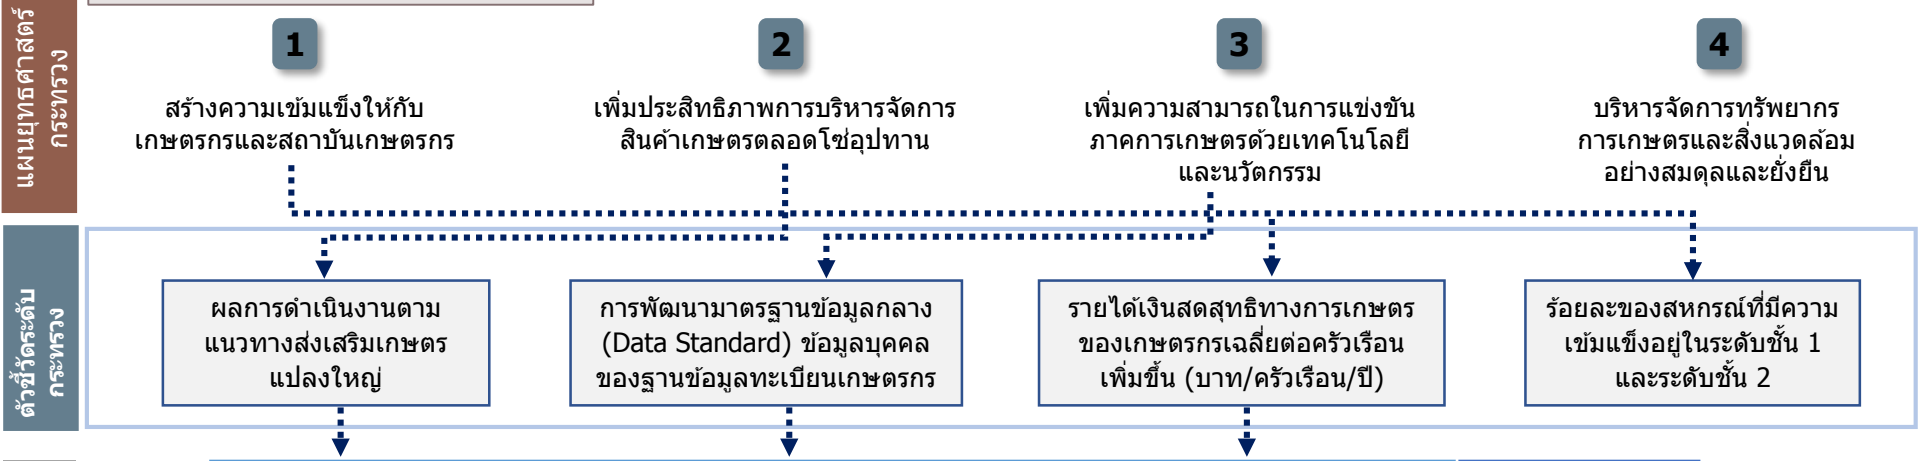 แผนยุทธศาสตร์
กระทรวง
1
สร้างความเข้มแข็งให้กับ
เกษตรกรและสถาบันเกษตรกร
2
เพิ่มประสิทธิภาพการบริหารจัดการ
สินค้าเกษตรตลอดโซ่อุปทาน
3
เพิ่มความสามารถในการแข่งขัน
ภาคการเกษตรด้วยเทคโนโลยี
และนวัตกรรม
4
บริหารจัดการทรัพยากร
การเกษตรและสิ่งแวดล้อม
อย่างสมดุลและยั่งยืน
ตัวชี้วัดระดับ
กระทรวง
ผลการดำเนินงานตาม
แนวทางส่งเสริมเกษตร
แปลงใหญ่
การพัฒนามาตรฐานข้อมูลกลาง
(Data Standard) ข้อมูลบุคคล
ของฐานข้อมูลทะเบียนเกษตรกร
รายได้เงินสดสุทธิทางการเกษตร
ของเกษตรกรเฉลี่ยต่อครัวเรือน
เพิ่มขึ้น (บาท/ครัวเรือน/ปี)
ร้อยละของสหกรณ์ที่มีความ
เข้มแข็งอยู่ในระดับชั้น 1
และระดับชั้น 2